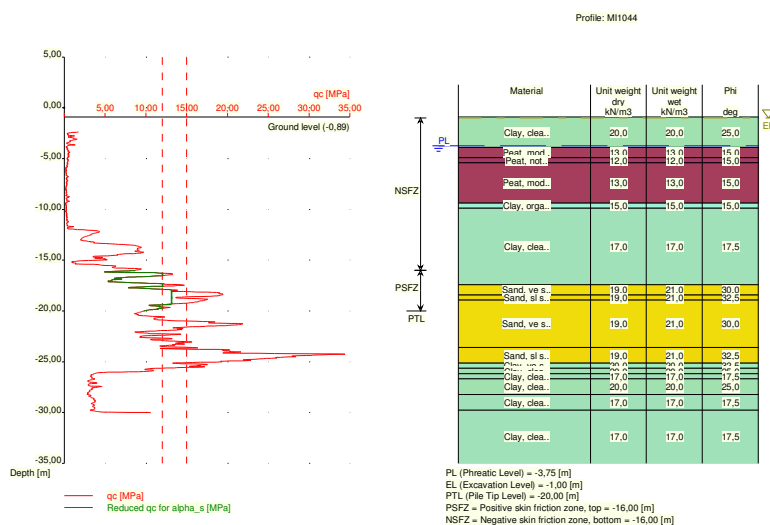 Profile: MI1044
5,00
qc [MPa]
0,00
5,00 10,00 15,00 20,00 25,00 30,00 35,00
Ground level (-0,89)
-5,00
-10,00
-15,00
-20,00
-25,00
-30,00
-35,00
Depth [m]
qc [MPa]
Reduced qc for alpha_s [MPa]
Material Unit weight dry kN/m3 Unit weight wet kN/m3 Phi deg
EL
PL
NSFZ
PSFZ
PTL
Clay, clea.. 20,0 20,0 25,0
Peat, mod.. 13,0 13,0 15,0
Peat, not.. 12,0 12,0 15,0
Peat, mod.. 13,0 13,0 15,0
Clay, orga.. 15,0 15,0 15,0
Clay, clea.. 17,0 17,0 17,5
Sand, ve s.. 19,0 21,0 30,0
Sand, sl s.. 19,0 21,0 32,5
Sand, ve s.. 19,0 21,0 30,0
Sand, sl s.. 19,0 21,0 32,5
Clay, clea.. 17,0 17,0 17,5
Clay, clea.. 20,0 20,0 25,0
Clay, clea.. 17,0 17,0 17,5
Clay, clea.. 17,0 17,0 17,5
PL (Phreatic Level) = -3,75 [m]
EL (Excavation Level) = -1,00 [m]
PTL (Pile Tip Level) = -20,00 [m]
PSFZ = Positive skin friction zone, top = -16,00 [m]
NSFZ = Negative skin friction zone, bottom = -16,00 [m]